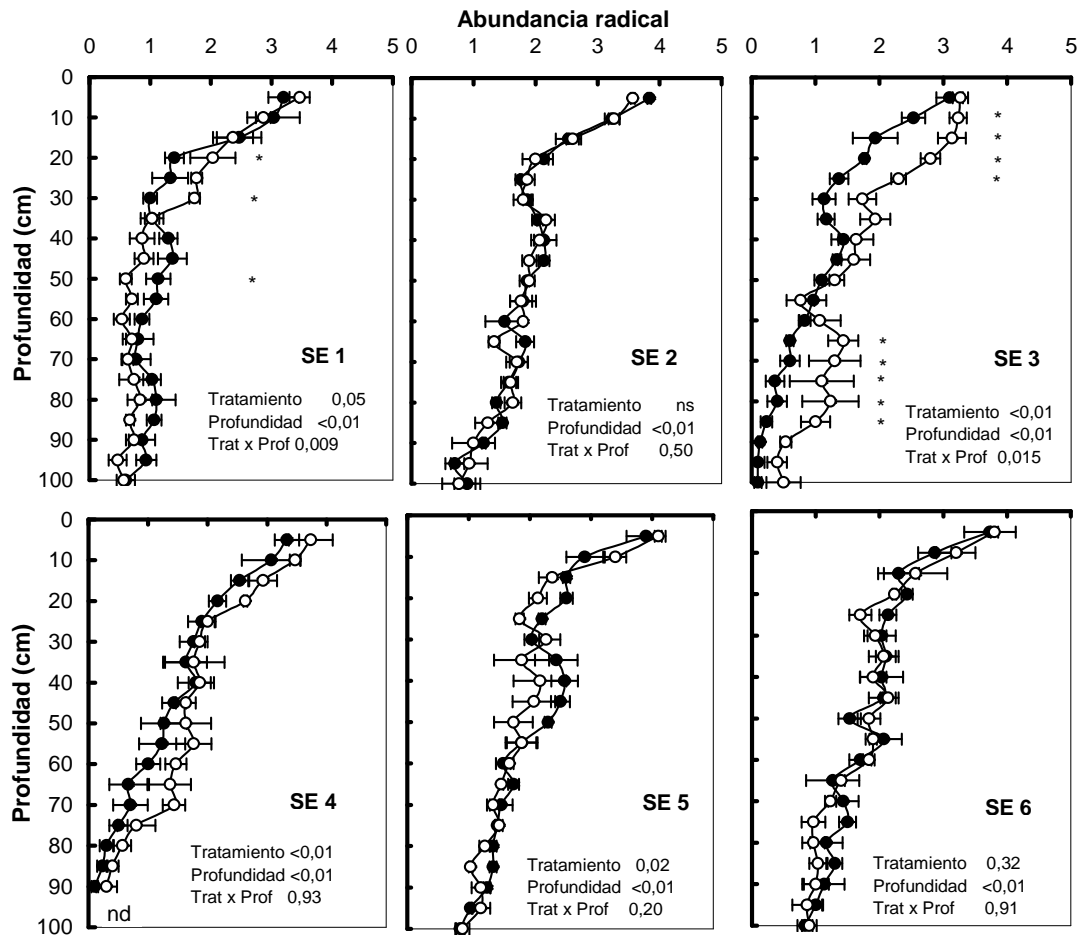 Abundancia radical
0 1 2 3 4 5
0 1 2 3 4 5
0 1 2 3 4 5
Profundidad (cm)
0
10
20
30
40
50
60
70
80
90
100
*
*
*
SE 1
Tratamiento 0,05
Profundidad <0,01
Trat x Prof 0,009
SE 2
Tratamiento ns
Profundidad <0,01
Trat x Prof 0,50
*
*
*
*
*
*
*
*
*
SE 3
Tratamiento <0,01
Profundidad <0,01
Trat x Prof 0,015
Profundidad (cm)
0
10
20
30
40
50
60
70
80
90
100
SE 4
Tratamiento <0,01
Profundidad <0,01
Trat x Prof 0,93
nd
SE 5
Tratamiento 0,02
Profundidad <0,01
Trat x Prof 0,20
SE 6
Tratamiento 0,32
Profundidad <0,01
Trat x Prof 0,91